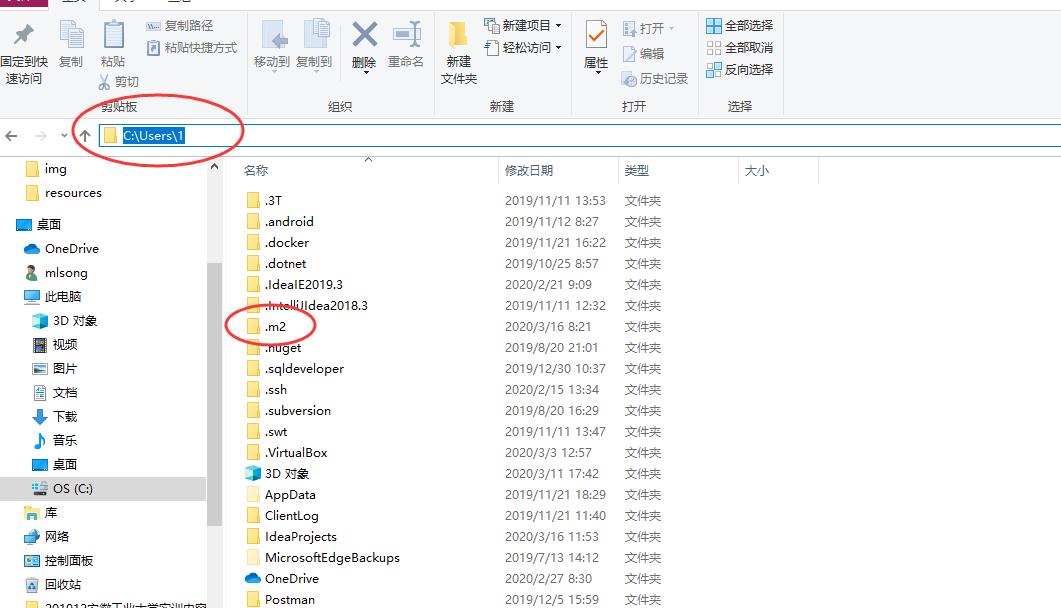 固定到快
速访问
复制
粘贴
复制路径
粘贴快捷方式
剪切
剪贴板
移动到
复制到
删除
重命名
组织
新建
文件夹
新建项目
轻松访问
新建
属性
打开
编辑
历史记录
打开
全部选择
全部取消
反向选择
选择
C:\Users\1
img
resources
桌面
OneDrive
mlsong
此电脑
3D 对象
视频
图片
文档
下载
音乐
桌面
OS (C:)
库
网络
控制面板
回收站
名称 修改日期 类型 大小
.3T 2019/11/11 13:53 文件夹
.android 2019/11/12 8:27 文件夹
.docker 2019/11/21 16:22 文件夹
.dotnet 2019/10/25 8:57 文件夹
.IdeaIE2019.3 2020/2/21 9:09 文件夹
.IntelliJIdea2018.3 2019/11/11 12:32 文件夹
.m2 2020/3/16 8:21 文件夹
.nuget 2019/8/20 21:01 文件夹
.sqldeveloper 2019/12/30 10:37 文件夹
.ssh 2020/2/15 13:34 文件夹
.subversion 2019/8/20 16:29 文件夹
.swt 2019/11/11 13:47 文件夹
.VirtualBox 2020/3/3 12:57 文件夹
3D 对象 2020/3/11 17:42 文件夹
AppData 2019/11/21 18:29 文件夹
ClientLog 2019/11/21 11:40 文件夹
IdeaProjects 2020/3/16 11:53 文件夹
MicrosoftEdgeBackups 2019/7/13 14:12 文件夹
OneDrive 2020/2/27 8:30 文件夹
Postman 2019/12/5 15:59 文件夹